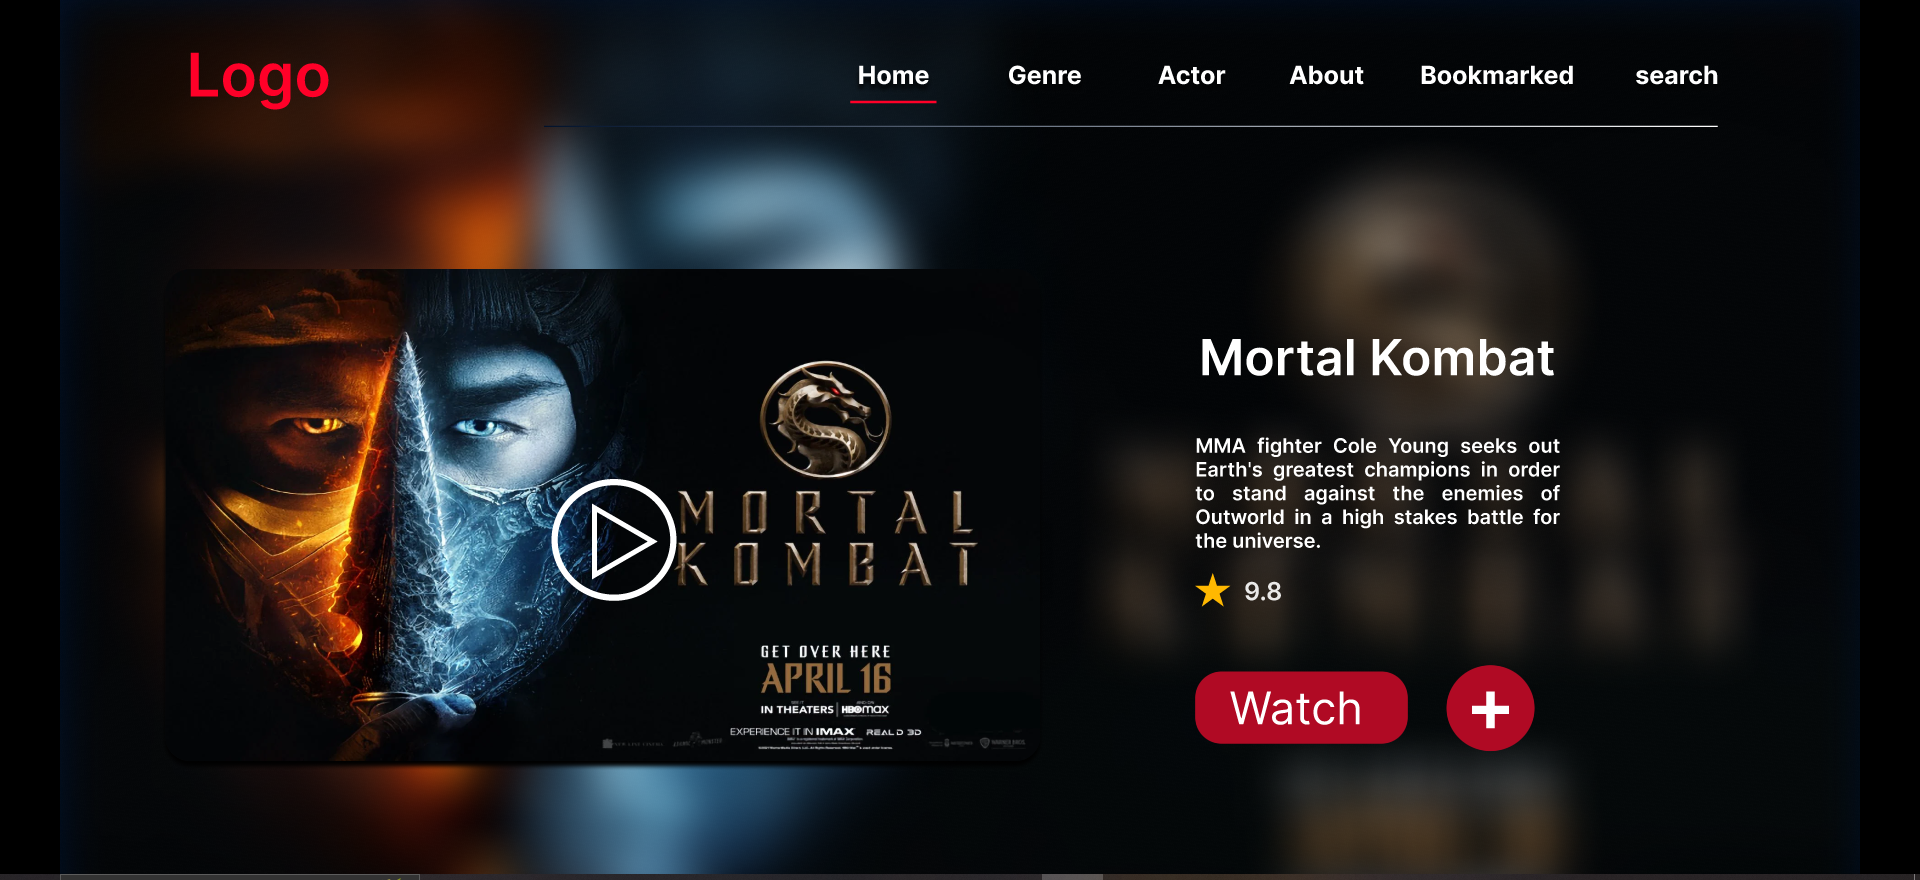 Logo
Home Genre Actor About Bookmarked search
MORTAL
KOMBAT
GET OVER HERE
APRIL 16
IN THEATERS | HBOmax
EXPERIENCE IT IN IMAX REAL D 3D
Mortal Kombat
MMA fighter Cole Young seeks out
Earth's greatest champions in order
to stand against the enemies of
Outworld in a high stakes battle for
the universe.
9.8
Watch